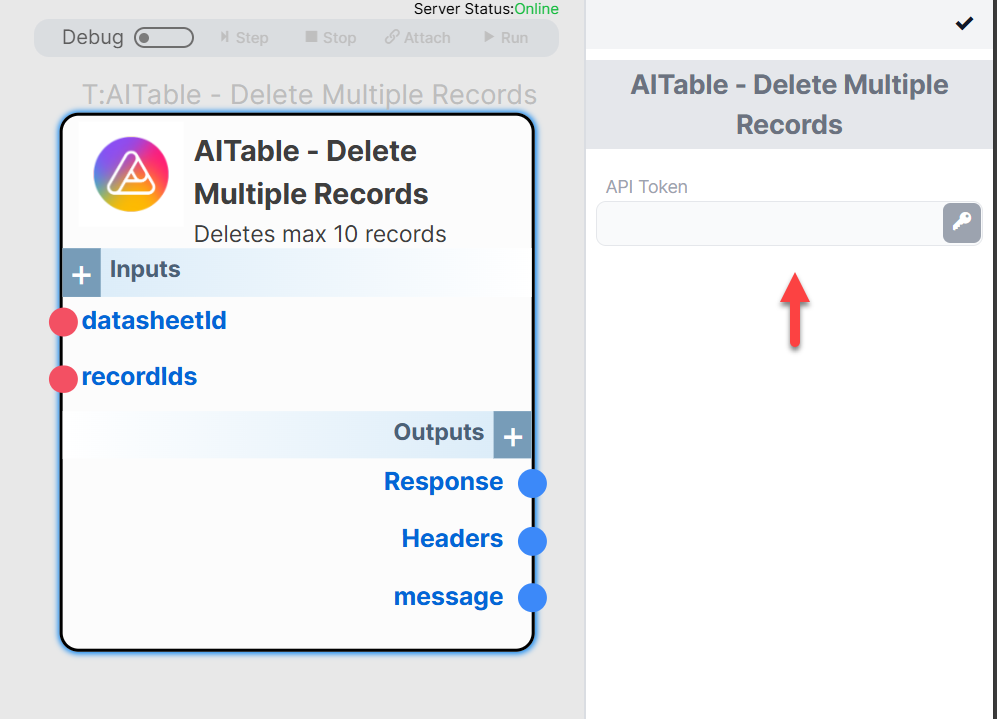 Server Status:Online
Debug Step Stop Attach Run
T:AITable - Delete Multiple Records
AITable - Delete
Multiple Records
Deletes max 10 records
+ Inputs
datasheetId
recordIds
Outputs +
Response
Headers
message
AITable - Delete Multiple
Records
API Token